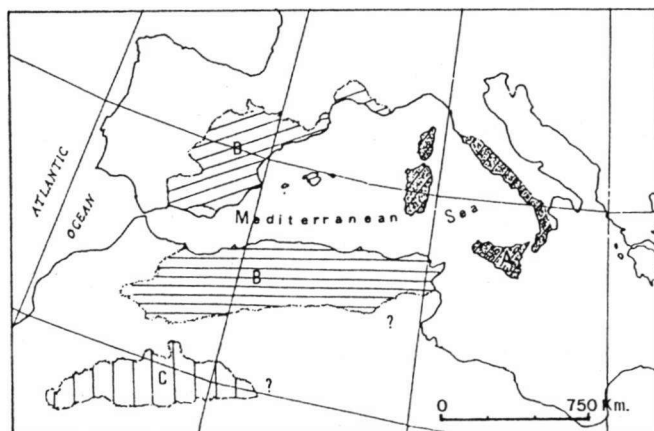 ATLANTIC
OCEAN
B
Mediterranean Sea
A
B
?
C
?
0 750 Km.